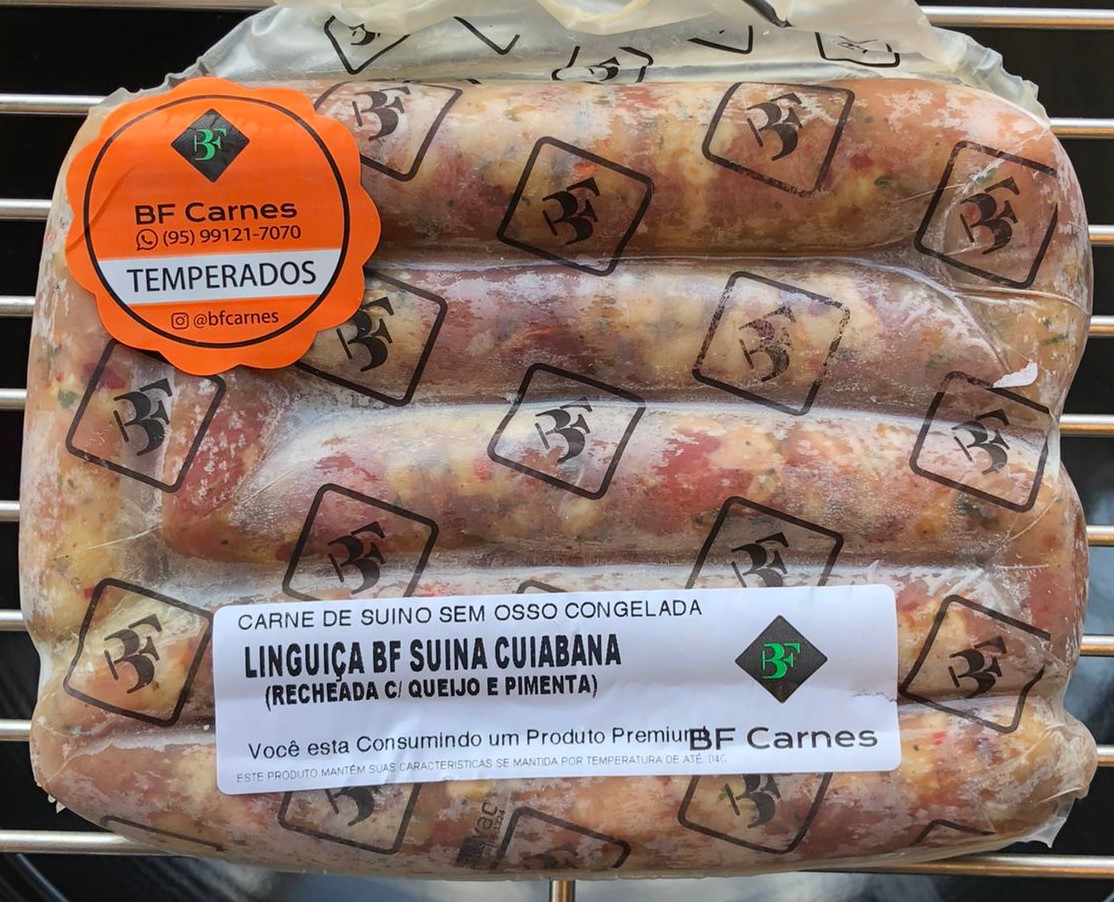 BF
BF Carnes
(95) 99121-7070
TEMPERADOS
@bfcarnes
CARNE DE SUINO SEM OSSO CONGELADA
LINGUIÇA BF SUINA CUIABANA
(RECHEADA C/ QUEIJO E PIMENTA)
BF
Você esta Consumindo um Produto Premium!
BF Carnes
ESTE PRODUTO MANTÉM SUAS CARACTERISTICAS SE MANTIDA POR TEMPERATURA DE ATÉ